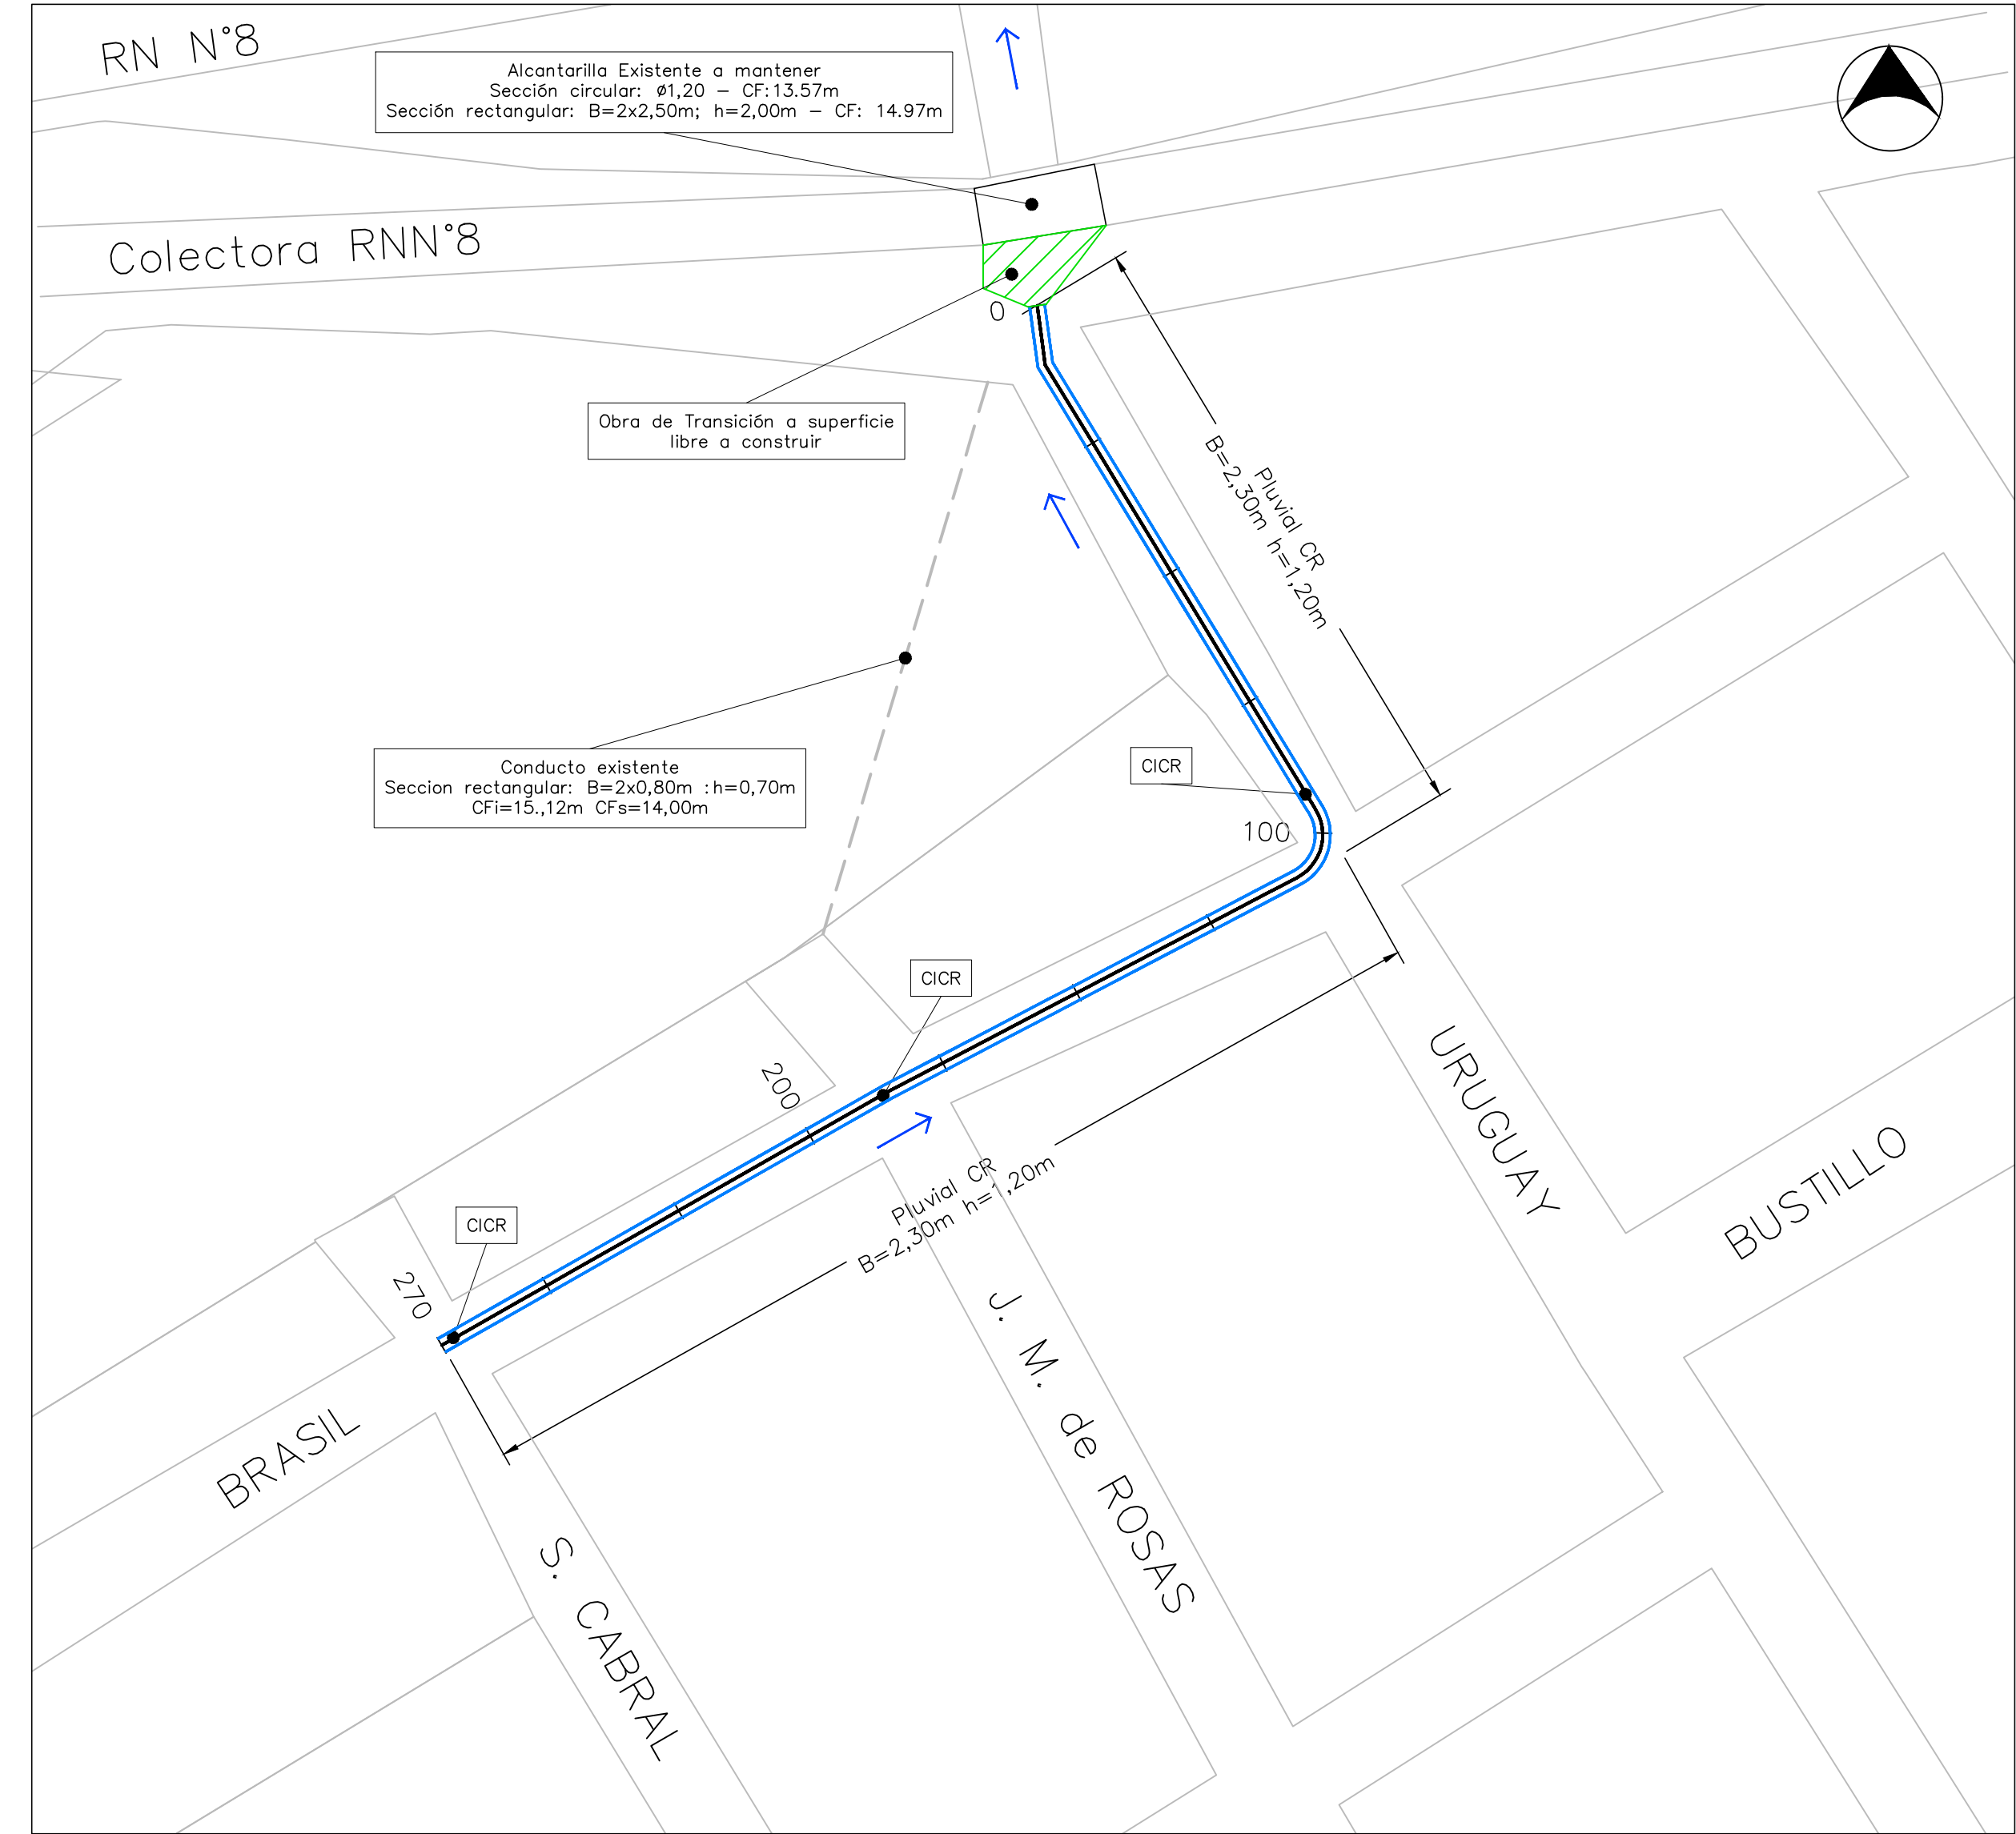 RN N°8
Alcantarilla Existente a mantener
Sección circular: ø1,20 – CF:13.57m
Sección rectangular: B=2x2,50m; h=2,00m – CF: 14.97m
Colectora RNN°8
0
Obra de Transición a superficie
libre a construir
Pluvial CR
B=2,30m h=1,20m
Conducto existente
Seccion rectangular: B=2x0,80m :h=0,70m
CFi=15.,12m CFs=14,00m
CICR
100
CICR
200
URUGUAY
BUSTILLO
Pluvial CR
B=2,30m h=1,20m
CICR
270
J. M. de ROSAS
BRASIL
S. CABRAL